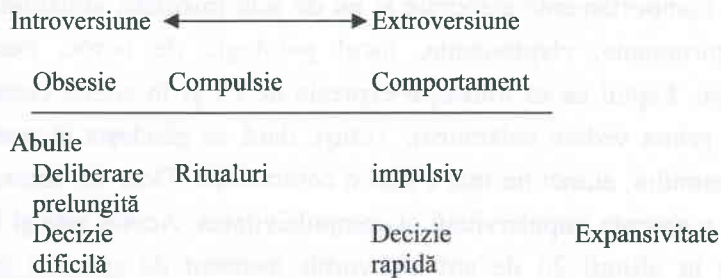 Introversiune Extroversiune
Obsesie Compulsie Comportament
Abulie
Deliberare Ritualuri impulsiv
prelungită
Decizie Decizie Expansivitate
dificilă rapidă